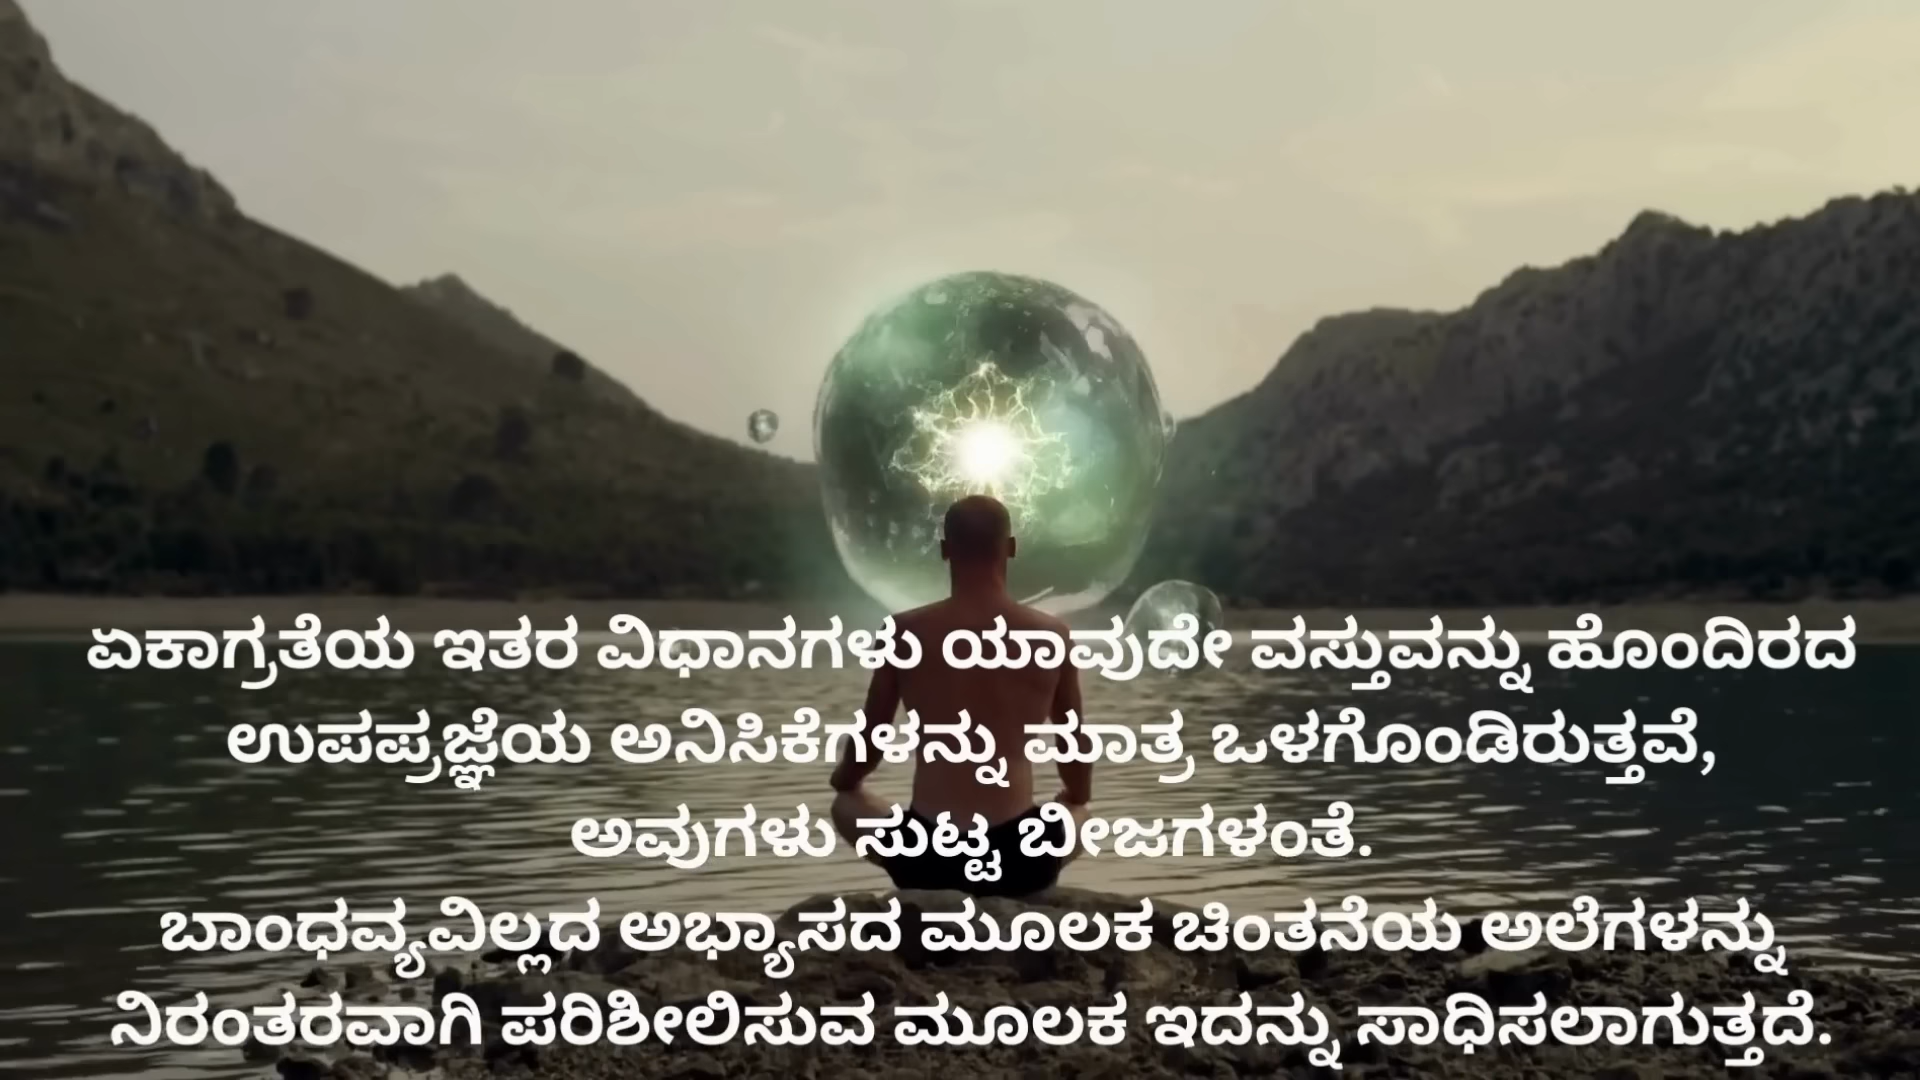 ಏಕಾಗ್ರತೆಯ ಇತರ ವಿಧಾನಗಳು ಯಾವುದೇ ವಸ್ತುವನ್ನು ಹೊಂದಿರದ
ಉಪಪ್ರಜ್ಞೆಯ ಅನಿಸಿಕೆಗಳನ್ನು ಮಾತ್ರ ಒಳಗೊಂಡಿರುತ್ತವೆ,
ಅವುಗಳು ಸುಟ್ಟ ಬೀಜಗಳಂತೆ.
ಬಾಂಧವ್ಯವಿಲ್ಲದ ಅಭ್ಯಾಸದ ಮೂಲಕ ಚಿಂತನೆಯ ಅಲೆಗಳನ್ನು
ನಿರಂತರವಾಗಿ ಪರಿಶೀಲಿಸುವ ಮೂಲಕ ಇದನ್ನು ಸಾಧಿಸಲಾಗುತ್ತದೆ.